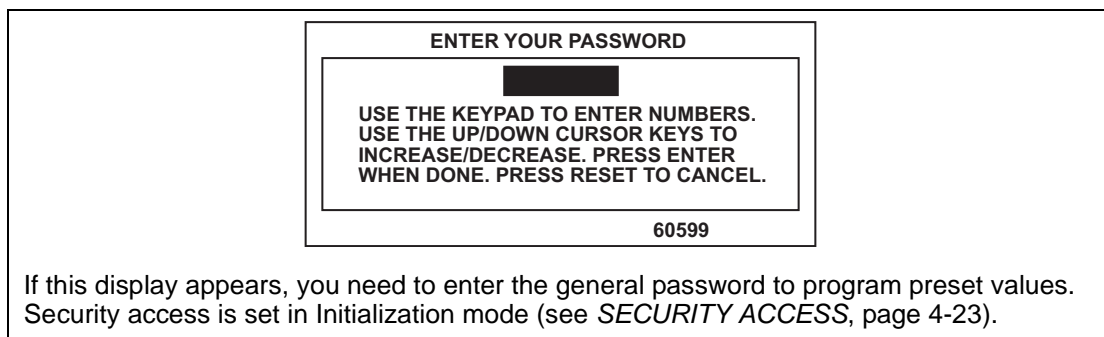 ENTER YOUR PASSWORD
USE THE KEYPAD TO ENTER NUMBERS.
USE THE UP/DOWN CURSOR KEYS TO
INCREASE/DECREASE. PRESS ENTER
WHEN DONE. PRESS RESET TO CANCEL.
60599
If this display appears, you need to enter the general password to program preset values.
Security access is set in Initialization mode (see SECURITY ACCESS, page 4-23).